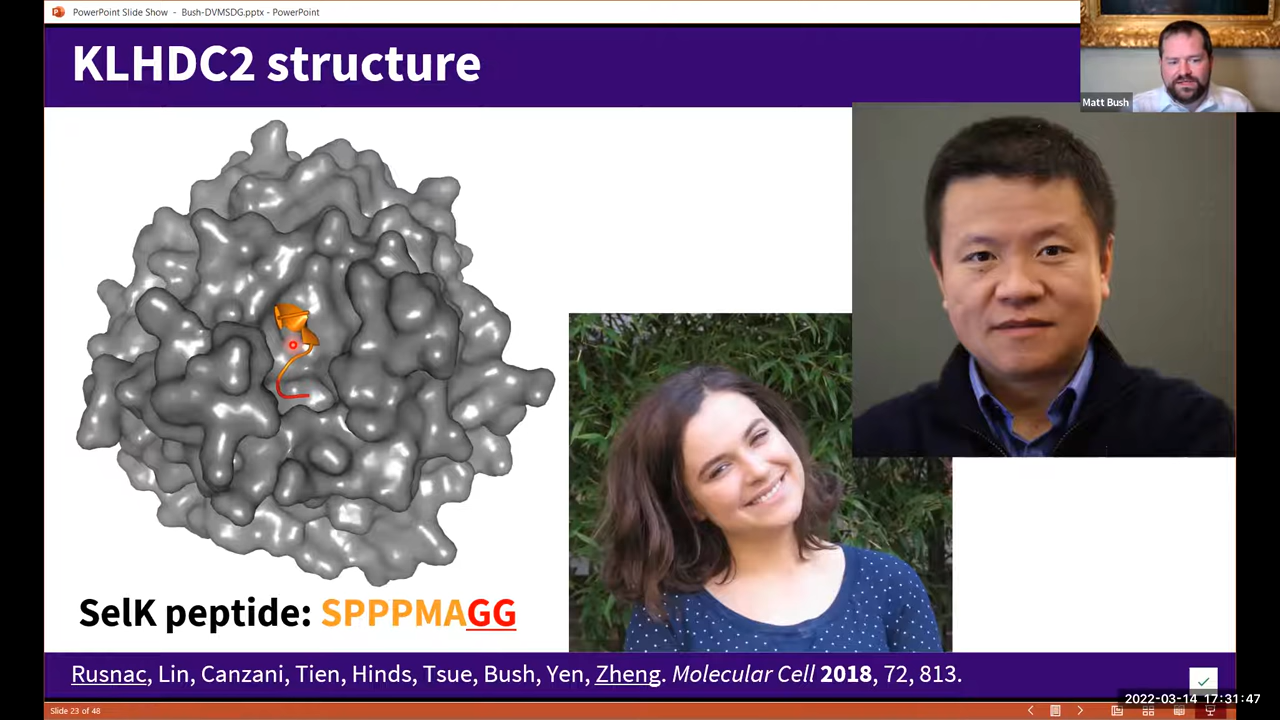 PowerPoint Slide Show - Bush-DVMSDG.pptx - PowerPoint
KLHDC2 structure
Matt Bush
SelK peptide: SPPPMAGG
Rusnac, Lin, Canzani, Tien, Hinds, Tsue, Bush, Yen, Zheng. Molecular Cell 2018, 72, 813.
2022-03-14 17:31:47
Slide 23 of 48